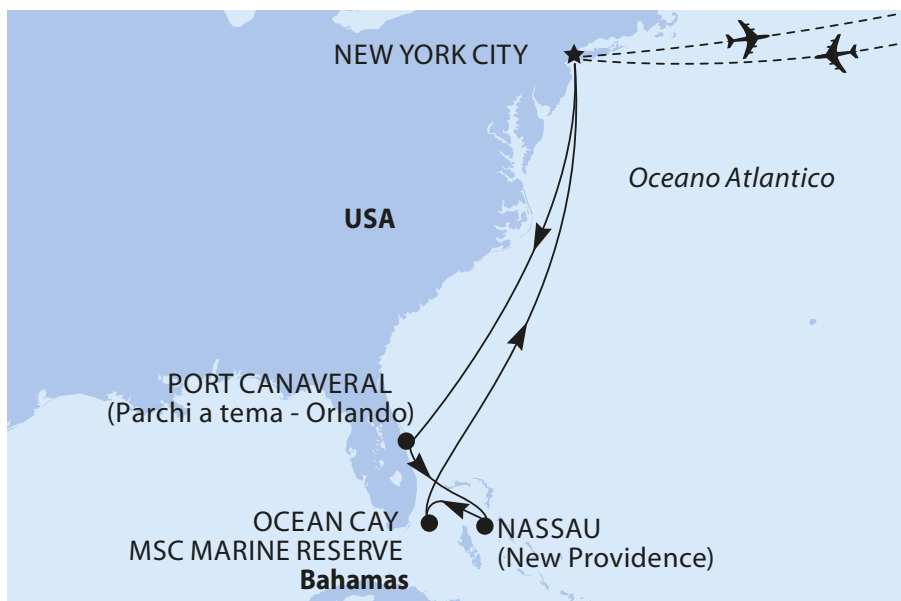 NEW YORK CITY
Oceano Atlantico
USA
PORT CANAVERAL
(Parchi a tema - Orlando)
OCEAN CAY
MSC MARINE RESERVE
Bahamas
NASSAU
(New Providence)